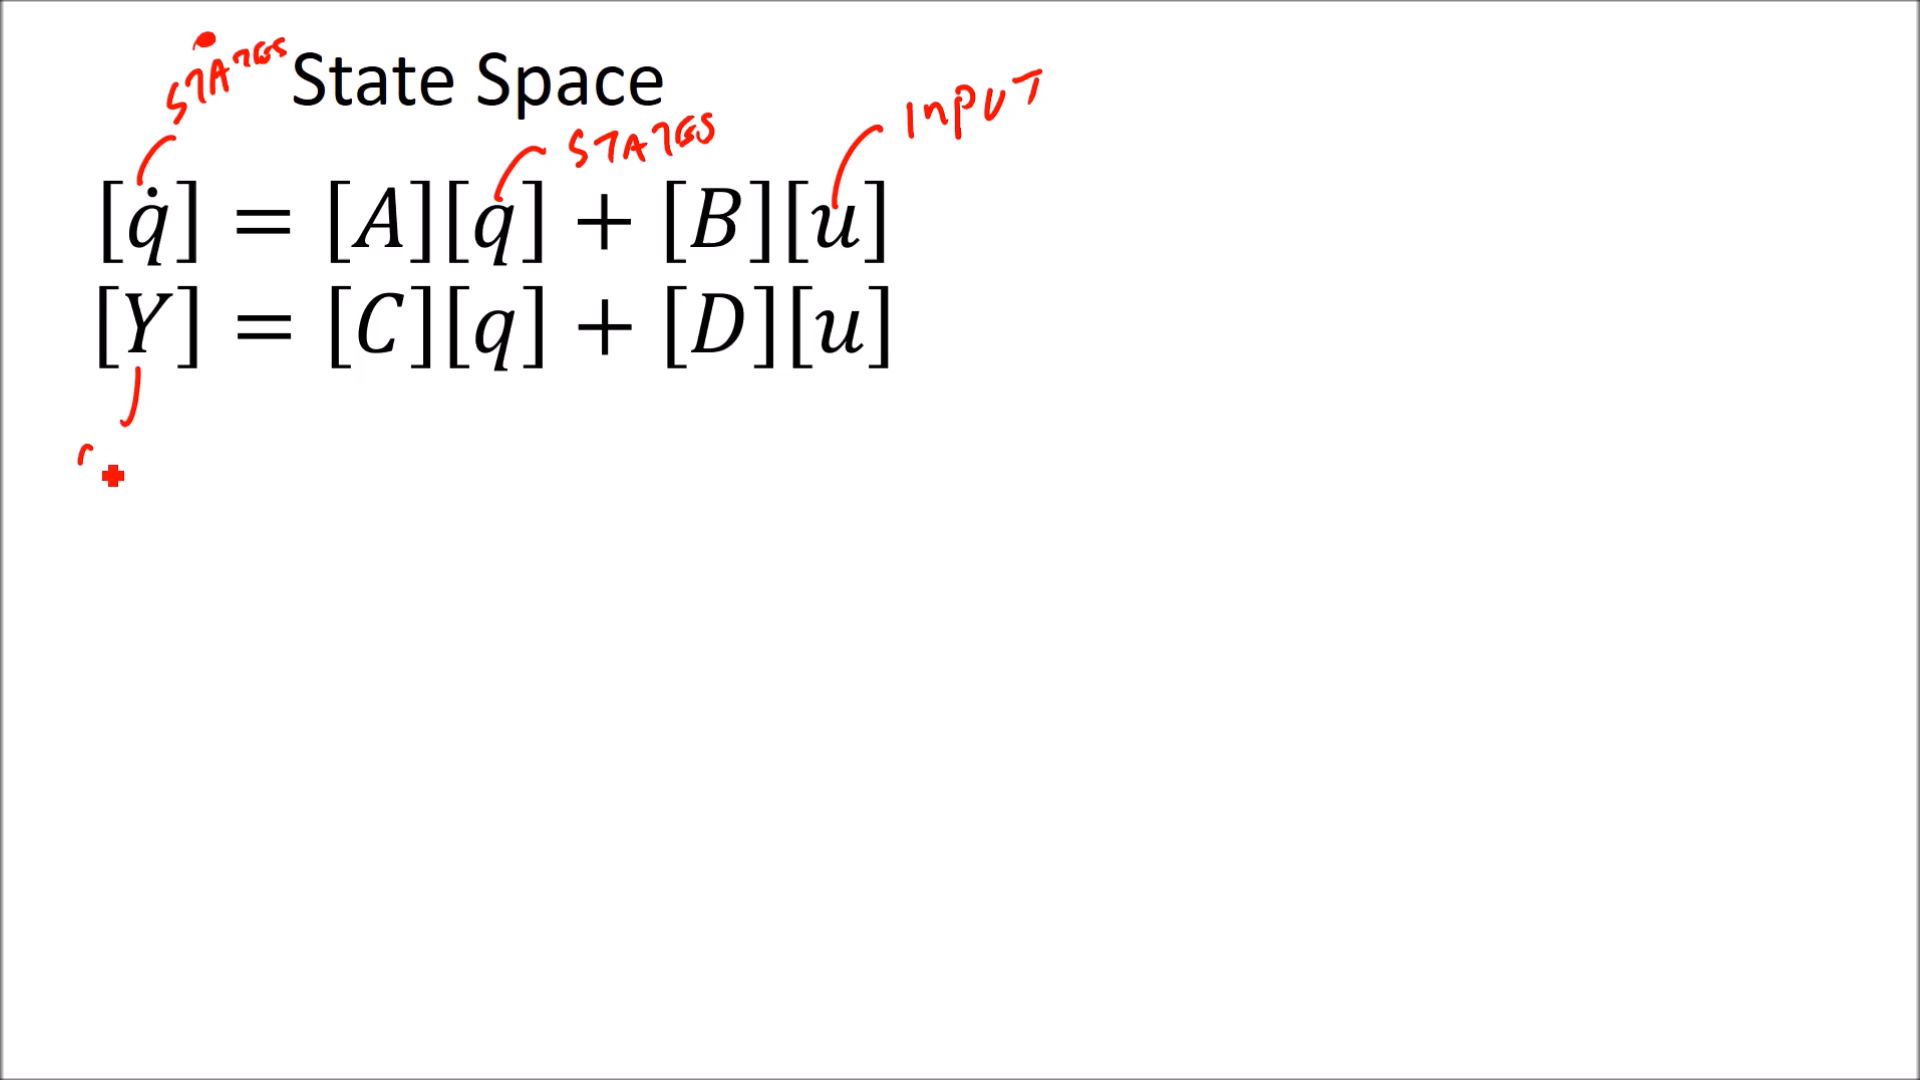 STATES
State Space
INPUT
STATES
[q̇] = [A][q] + [B][u]
[Y] = [C][q] + [D][u]